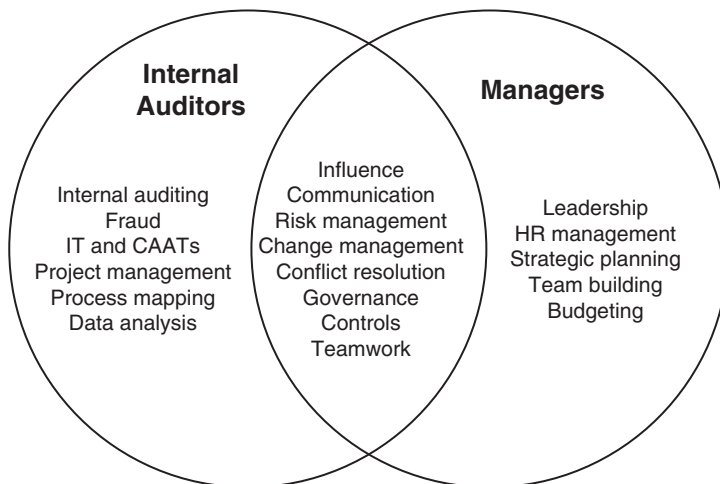 Internal
Auditors
Managers
Internal auditing
Fraud
IT and CAATs
Project management
Process mapping
Data analysis
Influence
Communication
Risk management
Change management
Conflict resolution
Governance
Controls
Teamwork
Leadership
HR management
Strategic planning
Team building
Budgeting